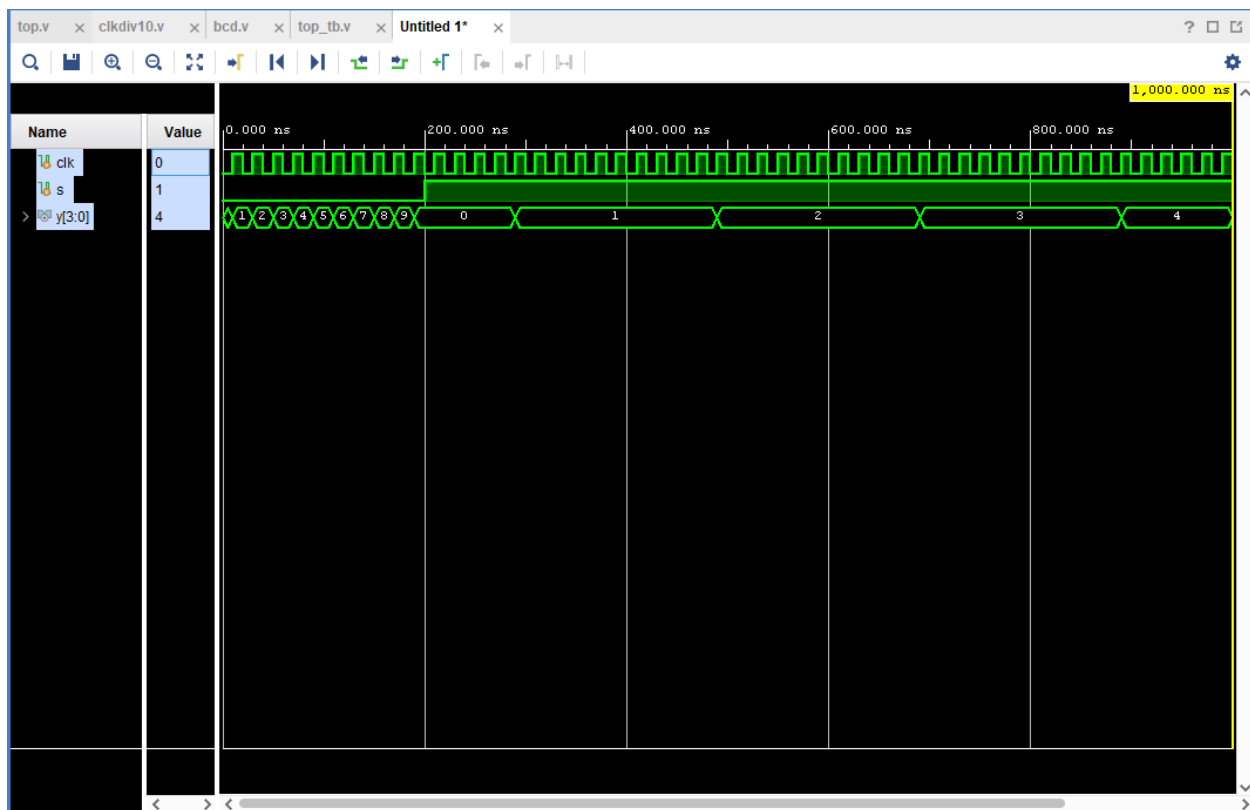 top.v × clkdiv10.v × bcd.v × top_tb.v × Untitled 1* × ?
1,000.000 ns
Name Value 0.000 ns 200.000 ns 400.000 ns 600.000 ns 800.000 ns
clk 0
s 1
> y[3:0] 4 1 2 3 4 5 6 7 8 9 0 1 2 3 4